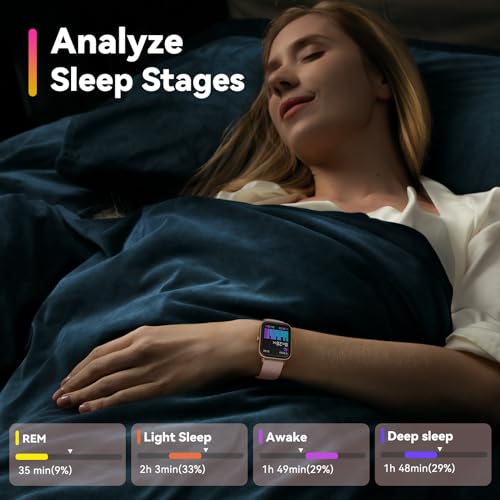 Analyze
Sleep Stages
REM
35 min(9%)
Light Sleep
2h 3min(33%)
Awake
1h 49min(29%)
Deep sleep
1h 48min(29%)